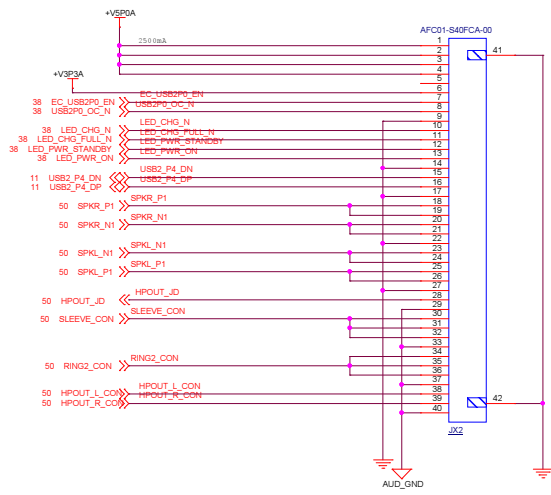 +V5P0A
AFC01-S40FCA-00
2500mA
1
2
41
3
4
+V3P3A
5
6
EC_USB2P0_EN
38 EC_USB2P0_EN
7
USB2P0_OC_N
38 USB2P0_OC_N
8
9
LED_CHG_N
38 LED_CHG_N
10
LED_CHG_FULL_N
38 LED_CHG_FULL_N
11
LED_PWR_STANDBY
38 LED_PWR_STANDBY
12
LED_PWR_ON
38 LED_PWR_ON
13
14
USB2_P4_DN
11 USB2_P4_DN
15
USB2_P4_DP
11 USB2_P4_DP
16
17
SPKR_P1
50 SPKR_P1
18
19
SPKR_N1
50 SPKR_N1
20
21
22
SPKL_N1
50 SPKL_N1
23
24
SPKL_P1
50 SPKL_P1
25
26
27
HPOUT_JD
50 HPOUT_JD
28
29
SLEEVE_CON
50 SLEEVE_CON
30
31
32
33
34
RING2_CON
50 RING2_CON
35
36
37
HPOUT_L_CON
50 HPOUT_L_CON
38
HPOUT_R_CON
50 HPOUT_R_CON
39
42
40
JX2
AUD_GND